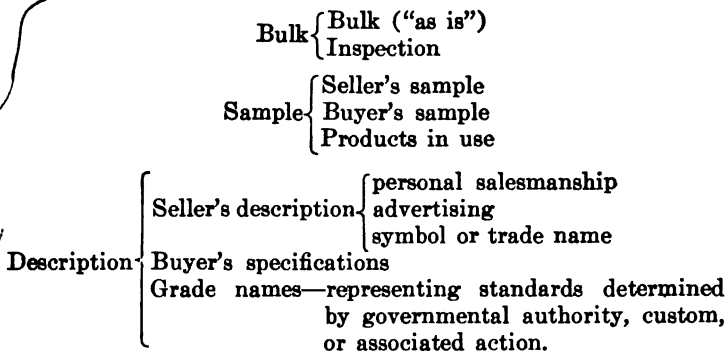 Bulk Bulk (“as is”)
Inspection
Seller’s sample
Sample Buyer’s sample
Products in use
personal salesmanship
Seller’s description advertising
symbol or trade name
Description Buyer’s specifications
Grade names—representing standards determined
by governmental authority, custom,
or associated action.